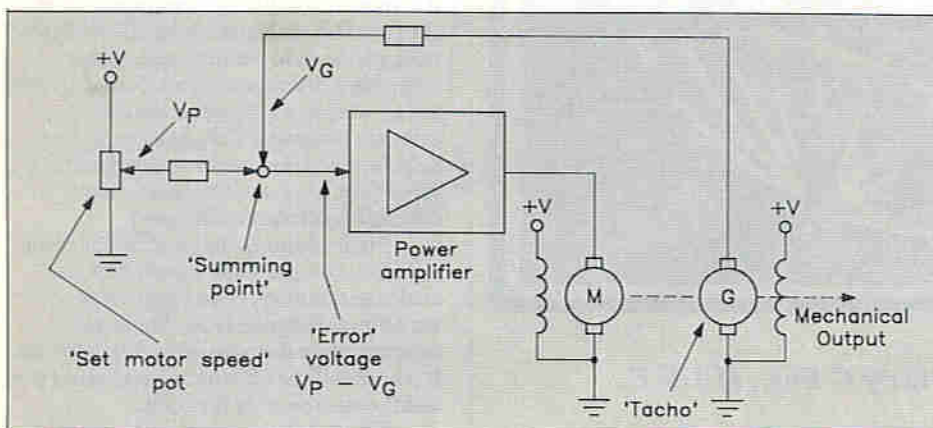 +V
V_P
V_G
Power
amplifier
'Summing
point'
'Error'
voltage
V_P – V_G
'Set motor speed'
pot
+V
M
G
+V
Mechanical
Output
'Tacho'